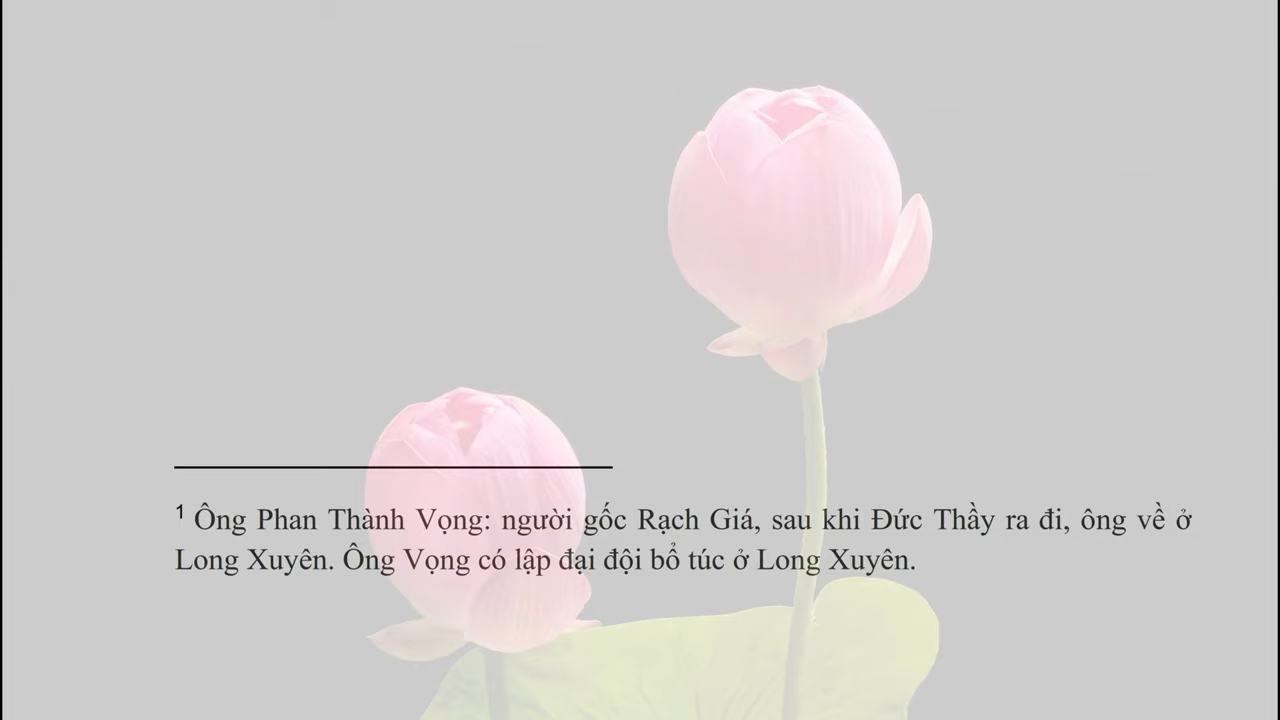 1 Ông Phan Thành Vọng: người gốc Rạch Giá, sau khi Đức Thầy ra đi, ông về ở
Long Xuyên. Ông Vọng có lập đại đội bổ túc ở Long Xuyên.